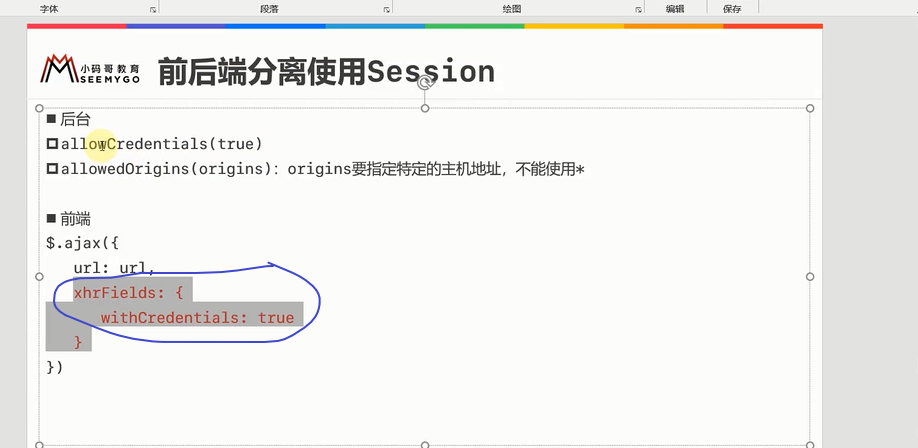 字体 段落 绘图 编辑 保存
小码哥教育
SEEMYGO
前后端分离使用Session
后台
allowCredentials(true)
allowedOrigins(origins)：origins要指定特定的主机地址，不能使用*
前端
$.ajax({
url: url,
xhrFields: {
withCredentials: true
}
})